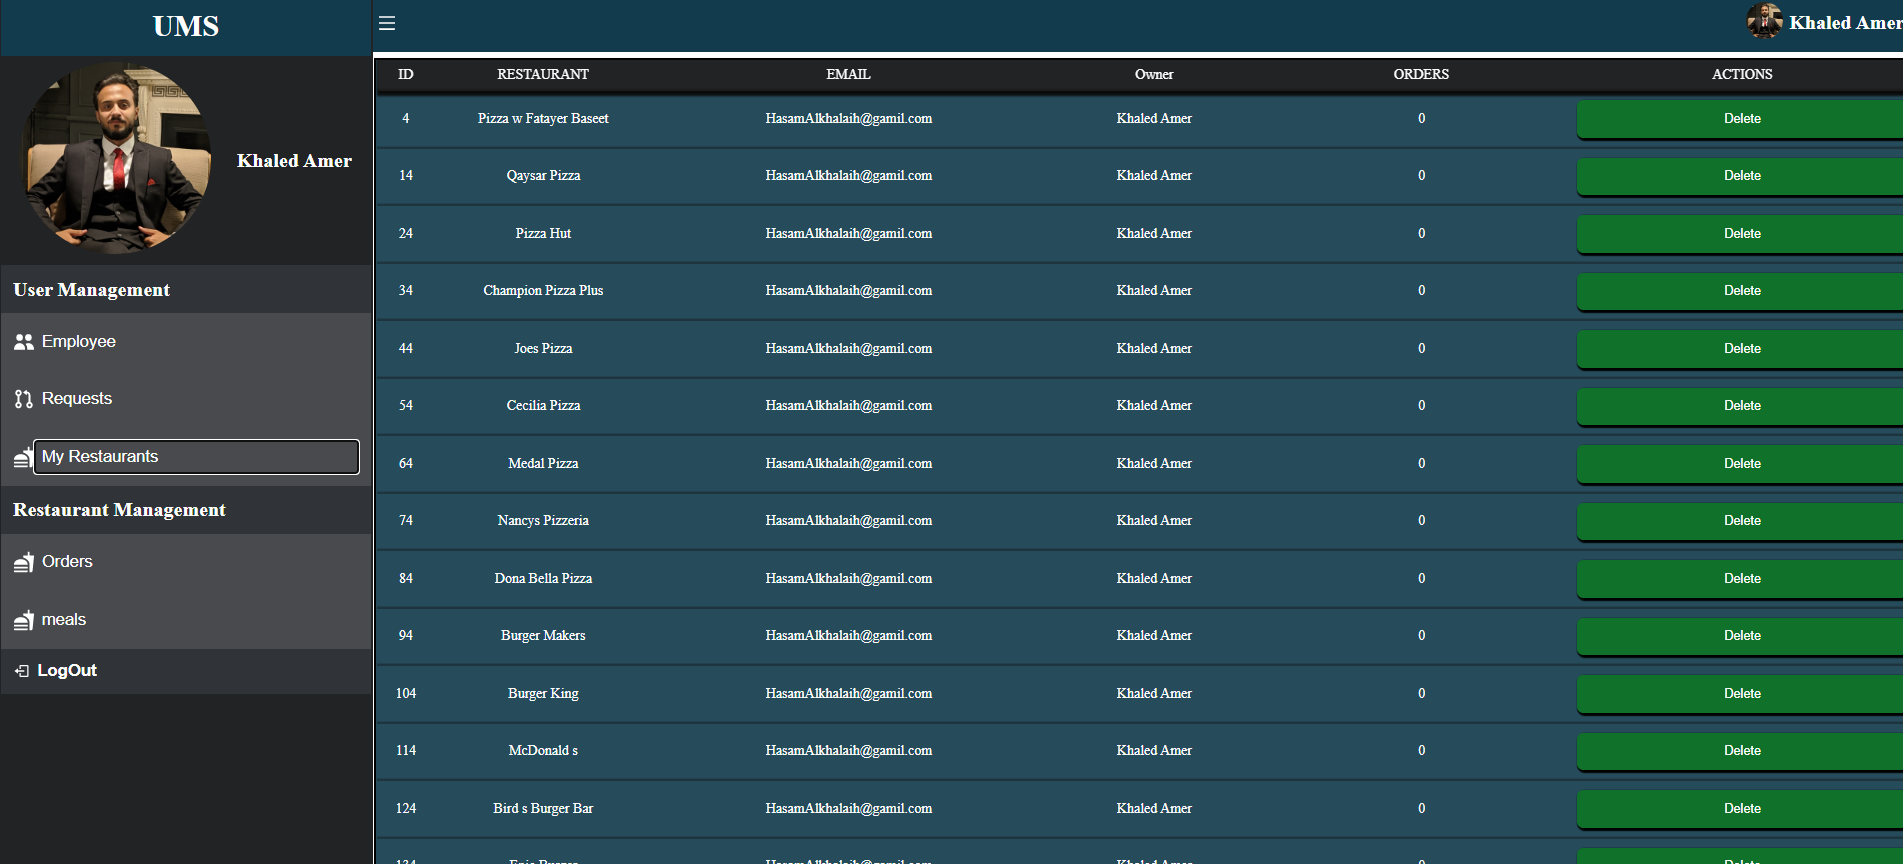 UMS
Khaled Amer
Khaled Amer
User Management
Employee
Requests
My Restaurants
Restaurant Management
Orders
meals
LogOut
ID RESTAURANT EMAIL Owner ORDERS ACTIONS
4 Pizza w Fatayer Baseet HasamAlkhalaih@gamil.com Khaled Amer 0 Delete
14 Qaysar Pizza HasamAlkhalaih@gamil.com Khaled Amer 0 Delete
24 Pizza Hut HasamAlkhalaih@gamil.com Khaled Amer 0 Delete
34 Champion Pizza Plus HasamAlkhalaih@gamil.com Khaled Amer 0 Delete
44 Joes Pizza HasamAlkhalaih@gamil.com Khaled Amer 0 Delete
54 Cecilia Pizza HasamAlkhalaih@gamil.com Khaled Amer 0 Delete
64 Medal Pizza HasamAlkhalaih@gamil.com Khaled Amer 0 Delete
74 Nancys Pizzeria HasamAlkhalaih@gamil.com Khaled Amer 0 Delete
84 Dona Bella Pizza HasamAlkhalaih@gamil.com Khaled Amer 0 Delete
94 Burger Makers HasamAlkhalaih@gamil.com Khaled Amer 0 Delete
104 Burger King HasamAlkhalaih@gamil.com Khaled Amer 0 Delete
114 McDonald s HasamAlkhalaih@gamil.com Khaled Amer 0 Delete
124 Bird s Burger Bar HasamAlkhalaih@gamil.com Khaled Amer 0 Delete